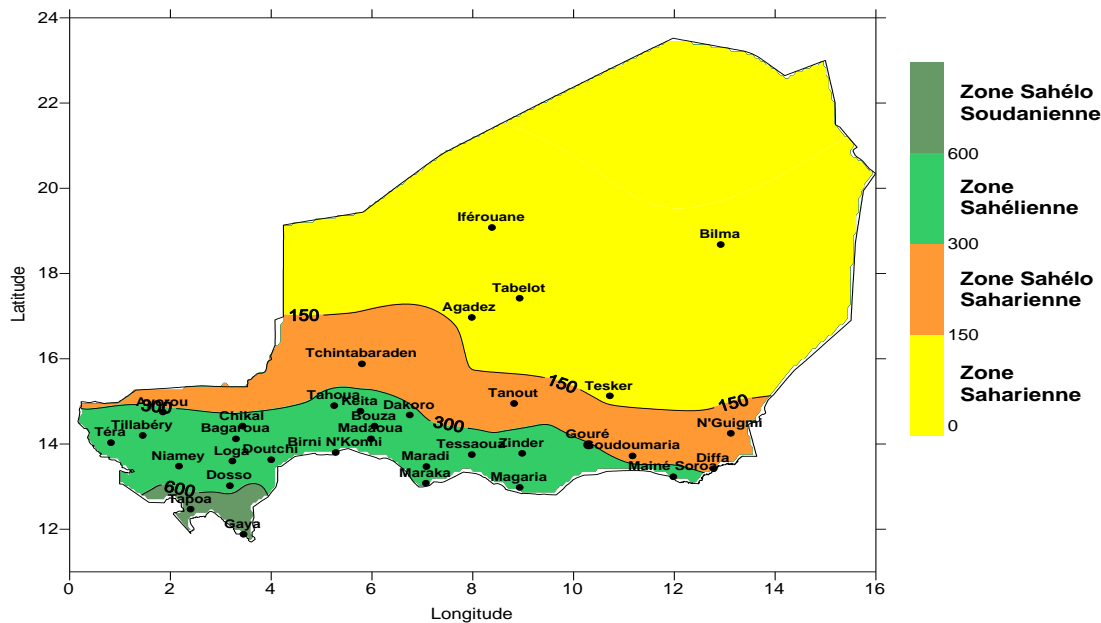 24
22
20
18
16
14
12
Latitude
0
2
4
6
8
10
12
14
16
Longitude
Iférouane
Bilma
Tabelot
Agadez
150
Tchintabaraden
150
Tesker
Tanout
150
Ayorou
300
Tahoua
Keita
Dakoro
Chikal
Bouza
300
N'Guigmi
Tillabéry
Bagaroua
Madaoua
Téra
Birni N'Konni
Tessaoua
Zinder
Gouré
Goudoumaria
Niamey
Loga
Doutchi
Maradi
Diffa
Mainé Soroa
Dosso
Maraka
Magaria
600
Tapoa
Gaya
Zone Sahélo
Soudanienne
600
Zone
Sahélienne
300
Zone Sahélo
Saharienne
150
Zone
Saharienne
0